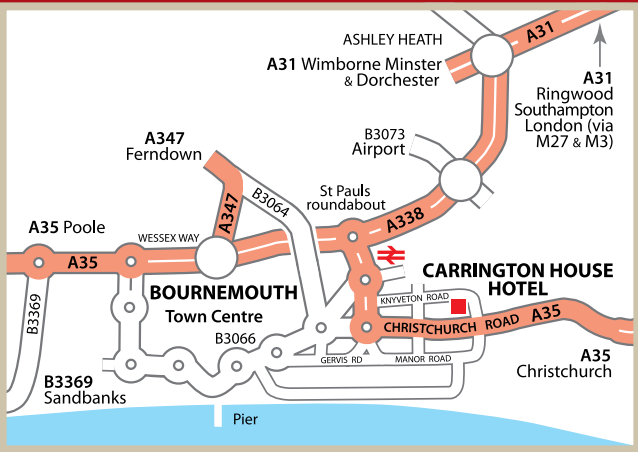 ASHLEY HEATH
A31
A31 Wimborne Minster
& Dorchester
A31
Ringwood
Southampton
London (via
M27 & M3)
A347
Ferndown
B3073
Airport
St Pauls
roundabout
B3064
A347
A338
A35 Poole
WESSEX WAY
A35
CARRINGTON HOUSE
HOTEL
BOURNEMOUTH
Town Centre
KNYVETON ROAD
B3369
CHRISTCHURCH ROAD A35
B3066
GERVIS RD
MANOR ROAD
A35
Christchurch
B3369
Sandbanks
Pier